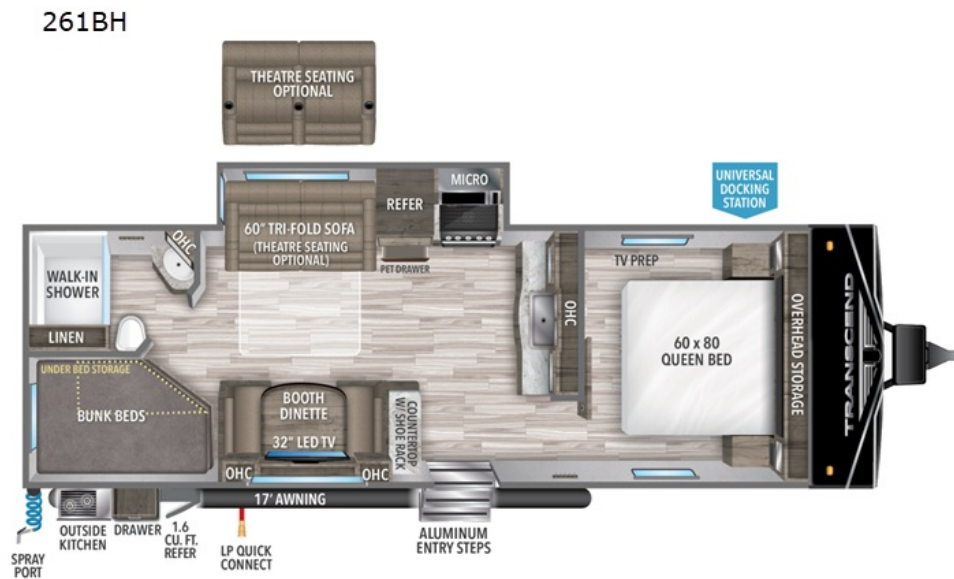 261BH
THEATRE SEATING
OPTIONAL
UNIVERSAL
DOCKING
STATION
MICRO
REFER
60" TRI-FOLD SOFA
(THEATRE SEATING
OPTIONAL)
PET DRAWER
OHC
WALK-IN
SHOWER
LINEN
TV PREP
OHC
60 x 80
QUEEN BED
OVERHEAD STORAGE
TRANSCEND
UNDER BED STORAGE
BUNK BEDS
BOOTH
DINETTE
32" LED TV
COUNTERTOP
W/ SHOE RACK
OHC
OHC
17' AWNING
SPRAY
PORT
OUTSIDE
KITCHEN
DRAWER
1.6
CU. FT.
REFER
LP QUICK
CONNECT
ALUMINUM
ENTRY STEPS